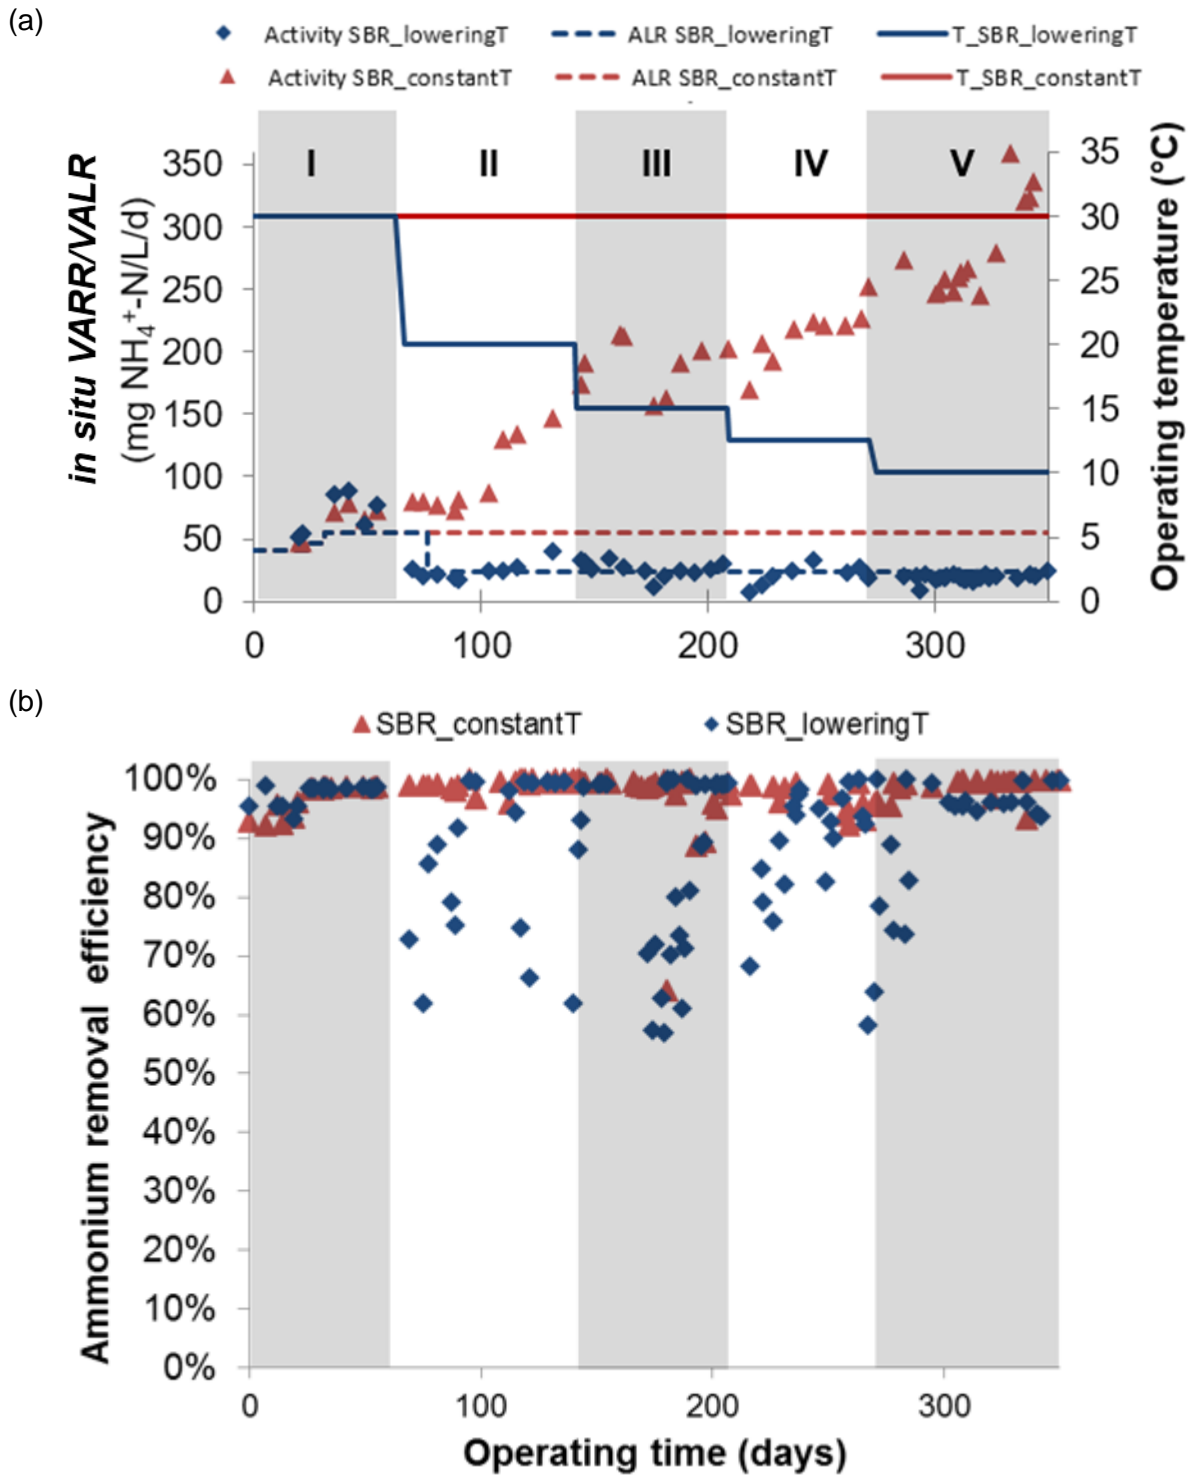 (a)
Activity SBR_loweringT ALR SBR_loweringT T_SBR_loweringT
Activity SBR_constantT ALR SBR_constantT T_SBR_constantT
I II III IV V
in situ VARR/VALR
(mg NH₄⁺-N/L/d)
350
300
250
200
150
100
50
0
35
30
25
20
15
10
5
0
Operating temperature (°C)
0 100 200 300
(b)
SBR_constantT SBR_loweringT
Ammonium removal efficiency
100%
90%
80%
70%
60%
50%
40%
30%
20%
10%
0%
0 100 200 300
Operating time (days)